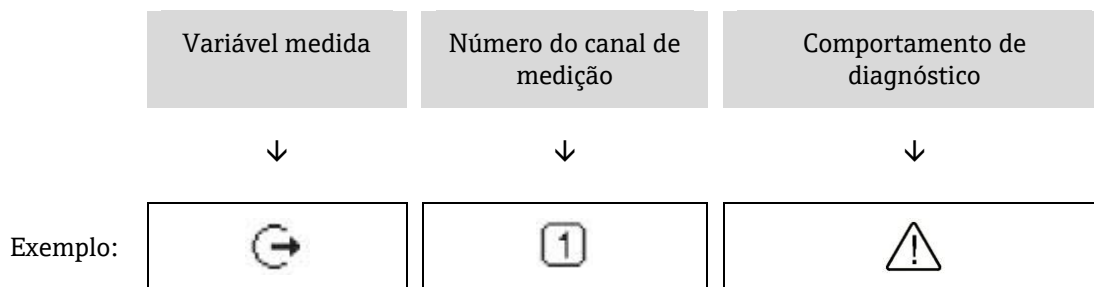 Variável medida
Número do canal de
medição
Comportamento de
diagnóstico
Exemplo:
1